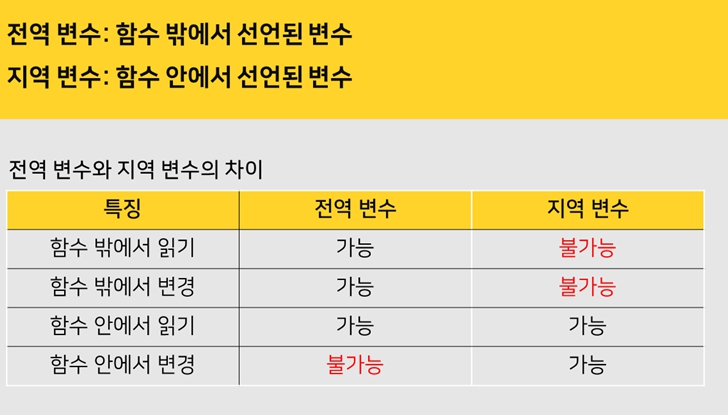 전역 변수: 함수 밖에서 선언된 변수
지역 변수: 함수 안에서 선언된 변수
전역 변수와 지역 변수의 차이
특징 전역 변수 지역 변수
함수 밖에서 읽기 가능 불가능
함수 밖에서 변경 가능 불가능
함수 안에서 읽기 가능 가능
함수 안에서 변경 불가능 가능